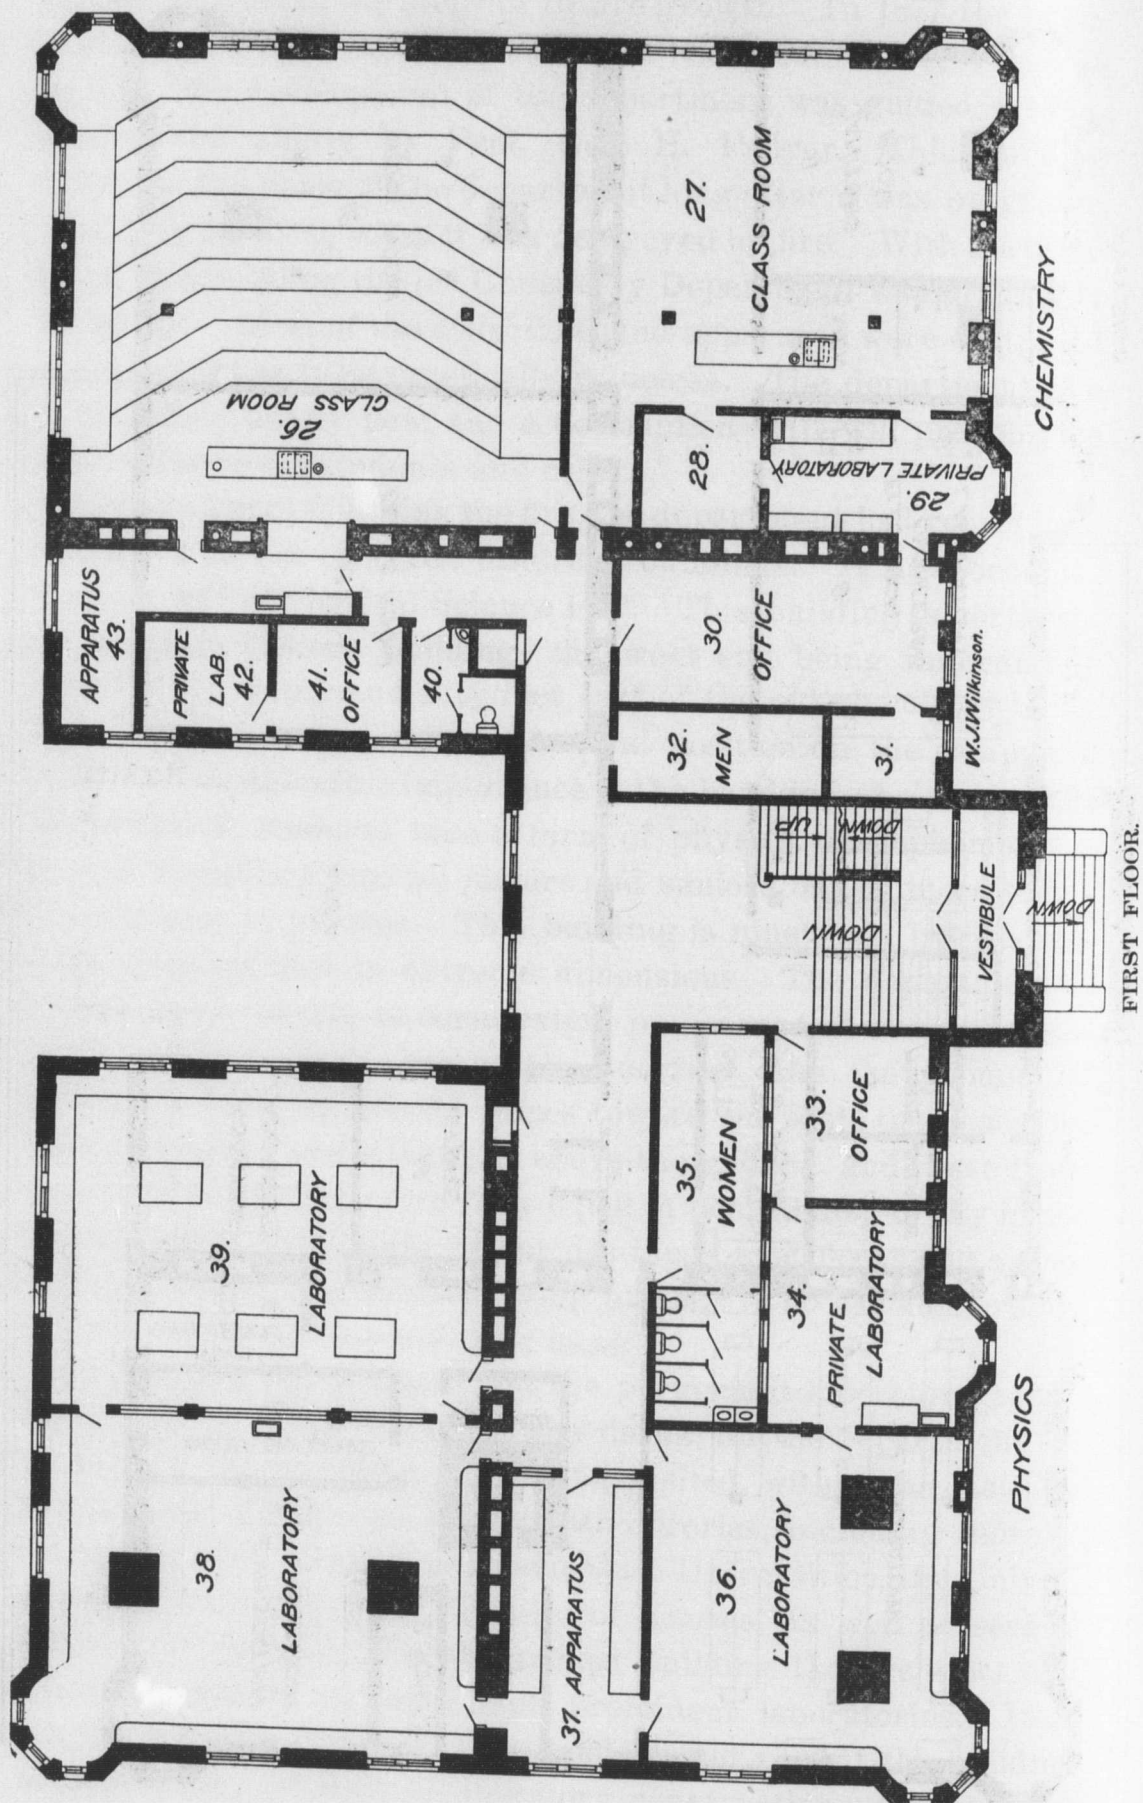 26.
CLASS ROOM
27.
CLASS ROOM
28.
29.
PRIVATE LABORATORY
CHEMISTRY
APPARATUS
43.
PRIVATE
LAB.
42.
41.
OFFICE
40.
30.
OFFICE
32.
MEN
31.
W.J.Wilkinson.
UP
DOWN
DOWN
VESTIBULE
DOWN
FIRST FLOOR.
39.
LABORATORY
35.
WOMEN
33.
OFFICE
34.
PRIVATE
LABORATORY
38.
LABORATORY
37. APPARATUS
36.
LABORATORY
PHYSICS